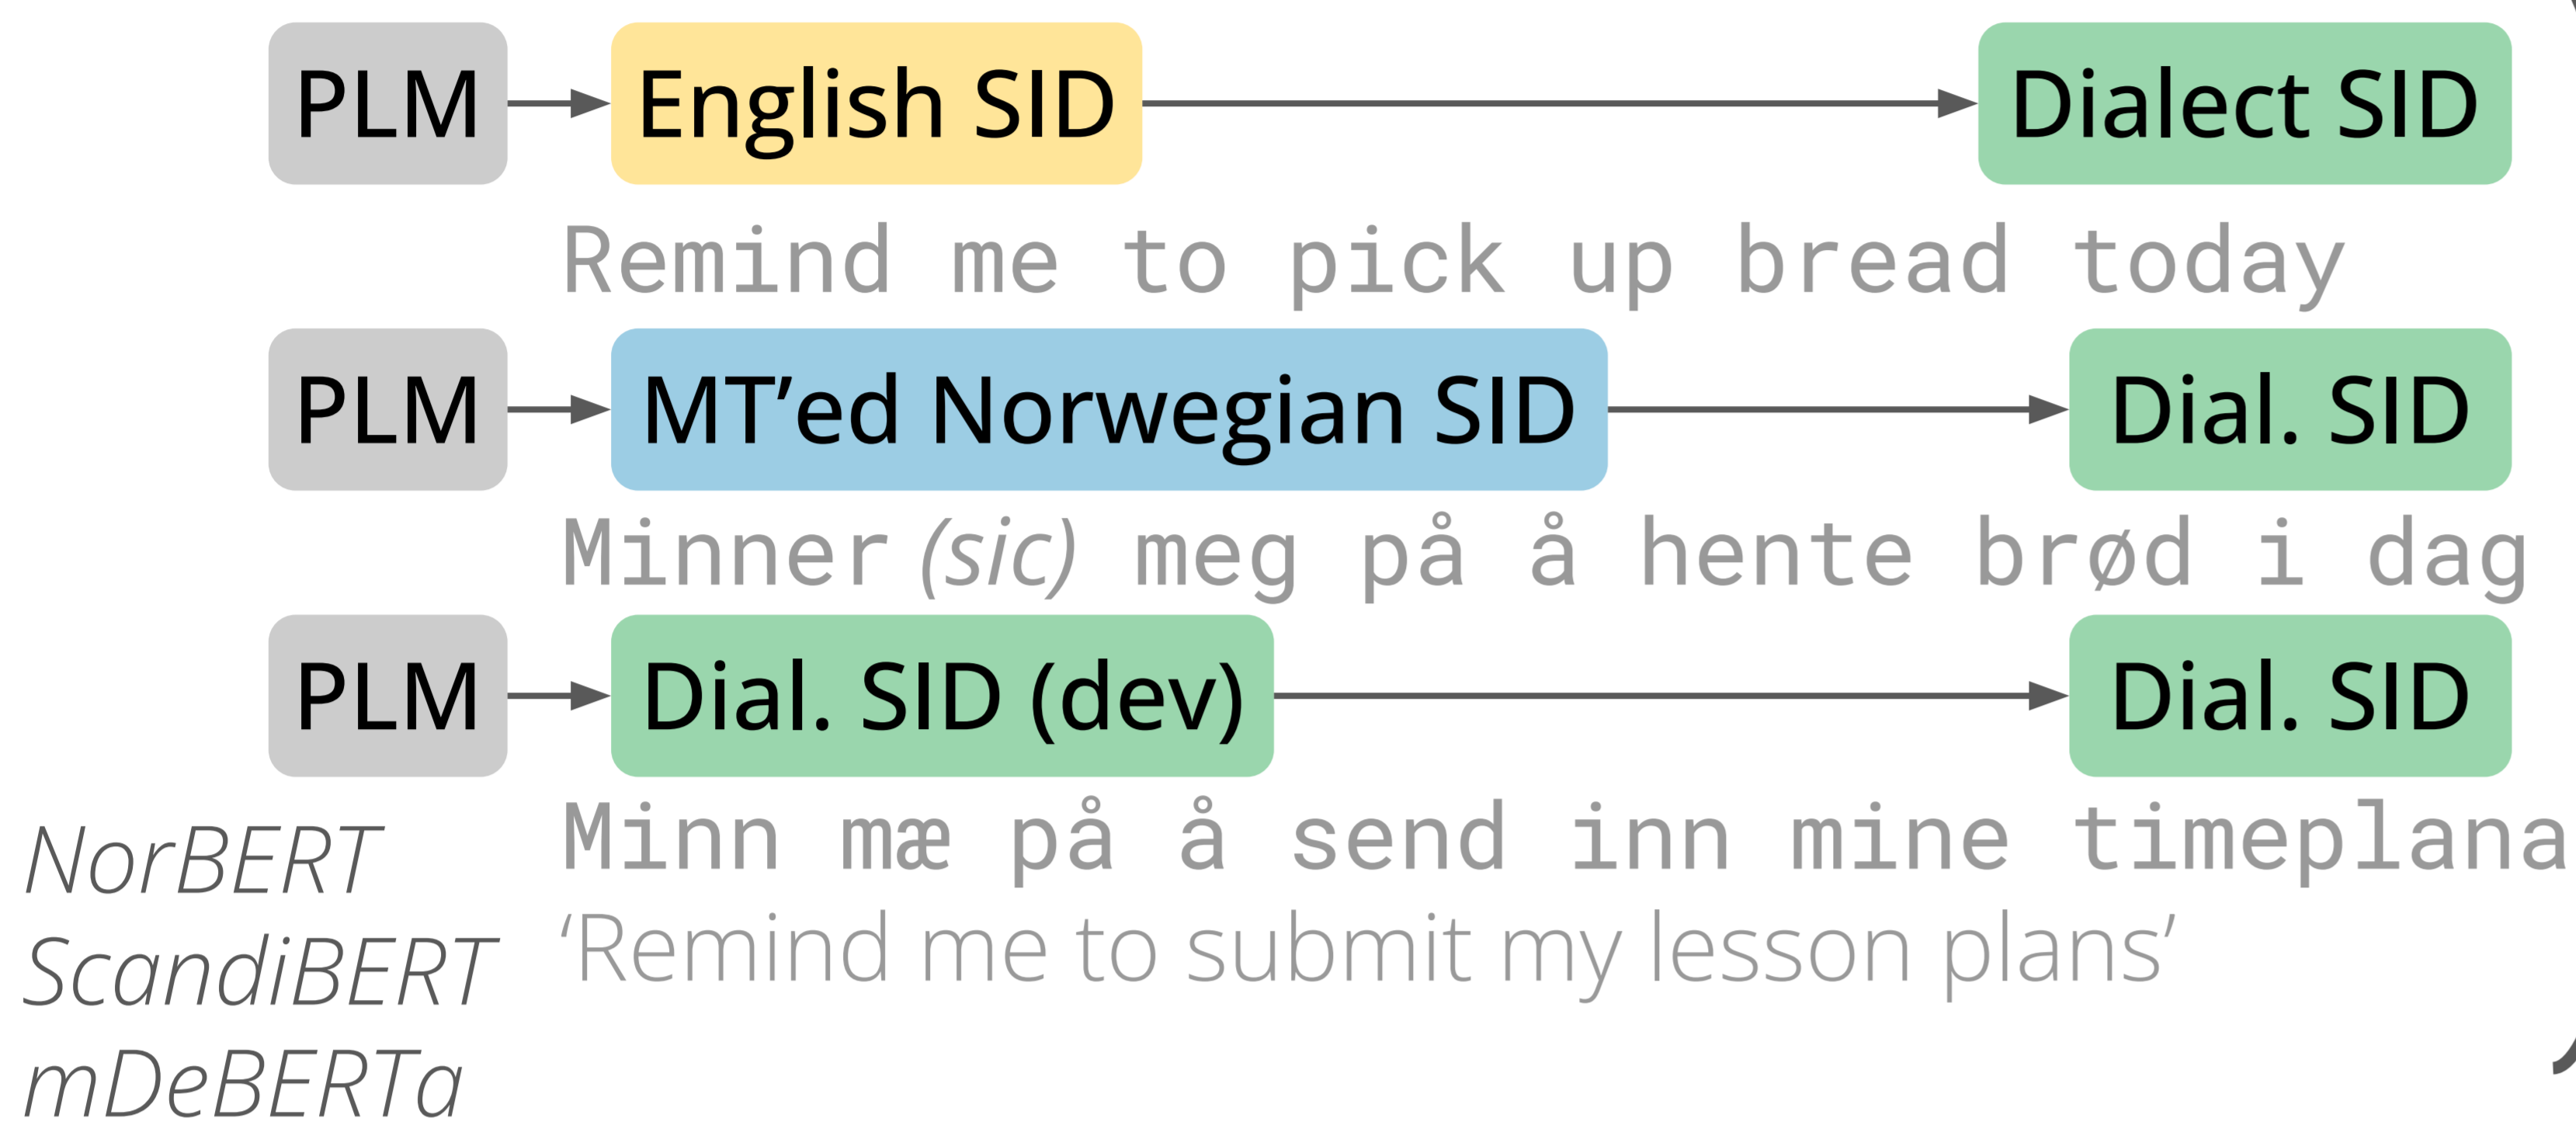 PLM English SID Dialect SID
Remind me to pick up bread today
PLM MT’ed Norwegian SID Dial. SID
Minner (sic) meg på å hente brød i dag
PLM Dial. SID (dev) Dial. SID
Minn mæ på å send inn mine timeplana
‘Remind me to submit my lesson plans’
NorBERT
ScandiBERT
mDeBERTa